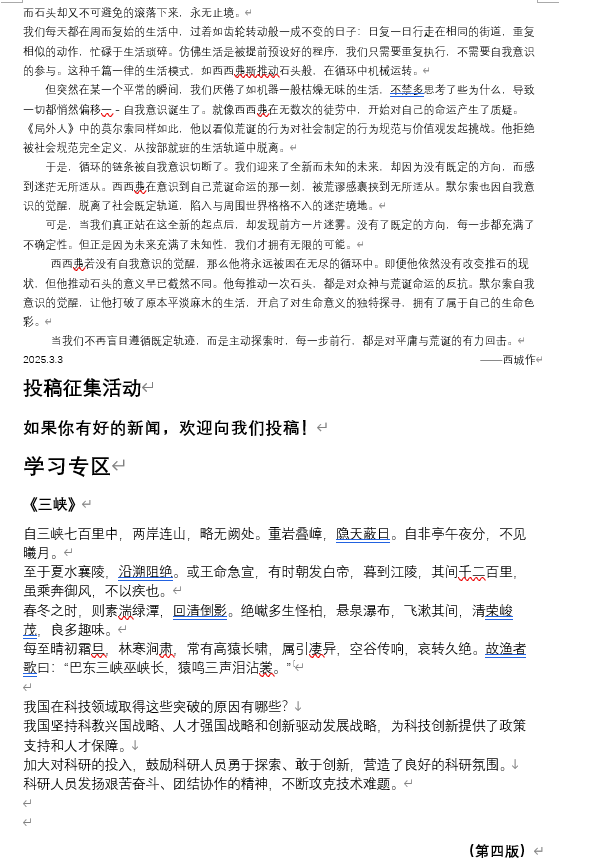 而石头却又不可避免的滚落下来，永无止境。
我们每天都在周而复始的生活中，过着如齿轮转动般一成不变的日子：日复一日行走在相同的街道，重复
相似的动作，忙碌于生活琐碎。仿佛生活是被提前预设好的程序，我们只需要重复执行，不需要自我意识
的参与。这种千篇一律的生活模式，如西西弗斯推动石头般，在循环中机械运转。
但突然在某一个平常的瞬间，我们厌倦了如机器一般枯燥无味的生活，不禁多思考了些为什么，导致
一切都悄然偏移一-自我意识诞生了。就像西西弗在无数次的徒劳中，开始对自己的命运产生了质疑。
《局外人》中的莫尔索同样如此，他以看似荒诞的行为对社会制定的行为规范与价值观发起挑战。他拒绝
被社会规范完全定义，从按部就班的生活轨道中脱离。
于是，循环的链条被自我意识切断了。我们迎来了全新而未知的未来，却因为没有既定的方向，而感
到迷茫无所适从。西西弗在意识到自己荒诞命运的那一刻，被荒谬感裹挟到无所适从。默尔索也因自我意
识的觉醒，脱离了社会既定轨道，陷入与周围世界格格不入的迷茫境地。
可是，当我们真正站在这全新的起点后，却发现前方一片迷雾。没有了既定的方向，每一步都充满了
不确定性。但正是因为未来充满了未知性，我们才拥有无限的可能。
西西弗若没有自我意识的觉醒，那么他将永远被困在无尽的循环中。即便他依然没有改变推石的现
状，但他推动石头的意义早已截然不同。他每推动一次石头，都是对众神与荒诞命运的反抗。默尔索自我
意识的觉醒，让他打破了原本平淡麻木的生活，开启了对生命意义的独特探寻，拥有了属于自己的生命色
彩。
当我们不再盲目遵循既定轨迹，而是主动探索时，每一步前行，都是对平庸与荒诞的有力回击。
2025.3.3 ——西城作
投稿征集活动
如果你有好的新闻，欢迎向我们投稿！
学习专区
《三峡》
自三峡七百里中，两岸连山，略无阙处。重岩叠嶂，隐天蔽日。自非亭午夜分，不见
曦月。
至于夏水襄陵，沿溯阻绝。或王命急宣，有时朝发白帝，暮到江陵，其间千二百里，
虽乘奔御风，不以疾也。
春冬之时，则素湍绿潭，回清倒影。绝巘多生怪柏，悬泉瀑布，飞漱其间，清荣峻
茂，良多趣味。
每至晴初霜旦，林寒涧肃，常有高猿长啸，属引凄异，空谷传响，哀转久绝。故渔者
歌曰：“巴东三峡巫峡长，猿鸣三声泪沾裳。”
我国在科技领域取得这些突破的原因有哪些？
我国坚持科教兴国战略、人才强国战略和创新驱动发展战略，为科技创新提供了政策
支持和人才保障。
加大对科研的投入，鼓励科研人员勇于探索、敢于创新，营造了良好的科研氛围。
科研人员发扬艰苦奋斗、团结协作的精神，不断攻克技术难题。
（第四版）